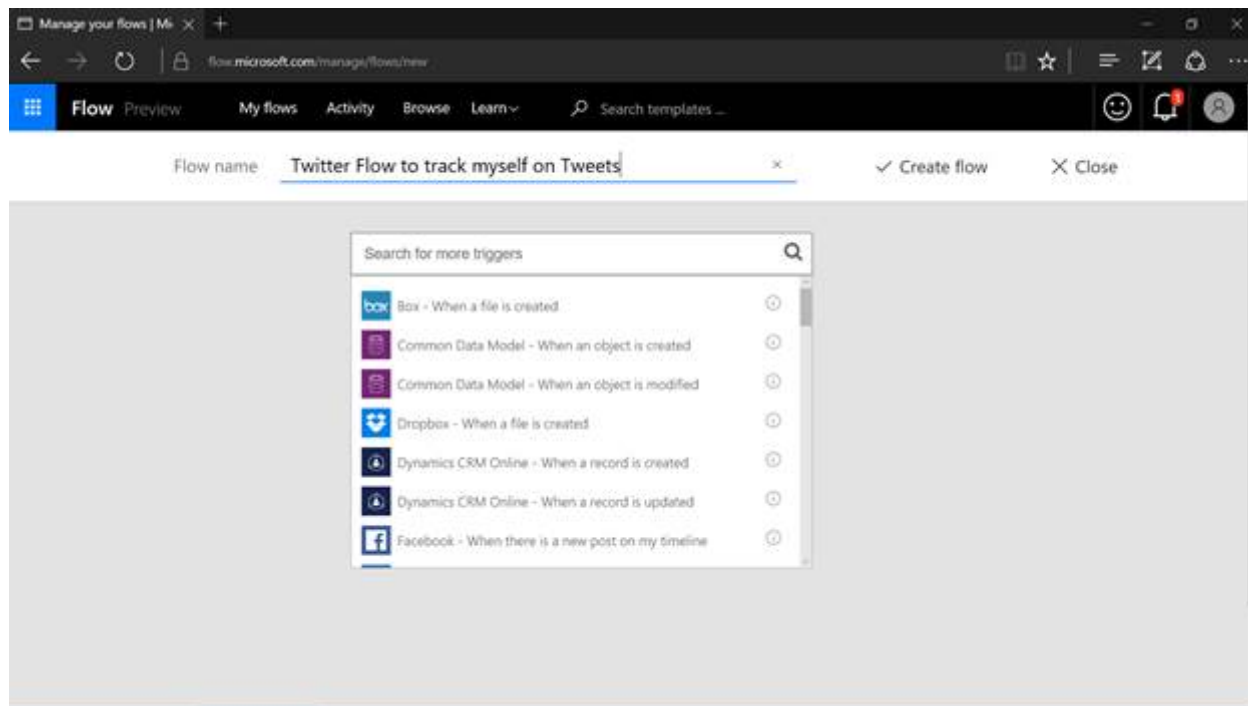 Manage your flows | Mi
flow.microsoft.com/manage/flows/new
Flow Preview My flows Activity Browse Learn Search templates ...
1
Flow name Twitter Flow to track myself on Tweets Create flow Close
Search for more triggers
box Box - When a file is created
Common Data Model - When an object is created
Common Data Model - When an object is modified
Dropbox - When a file is created
Dynamics CRM Online - When a record is created
Dynamics CRM Online - When a record is updated
f Facebook - When there is a new post on my timeline